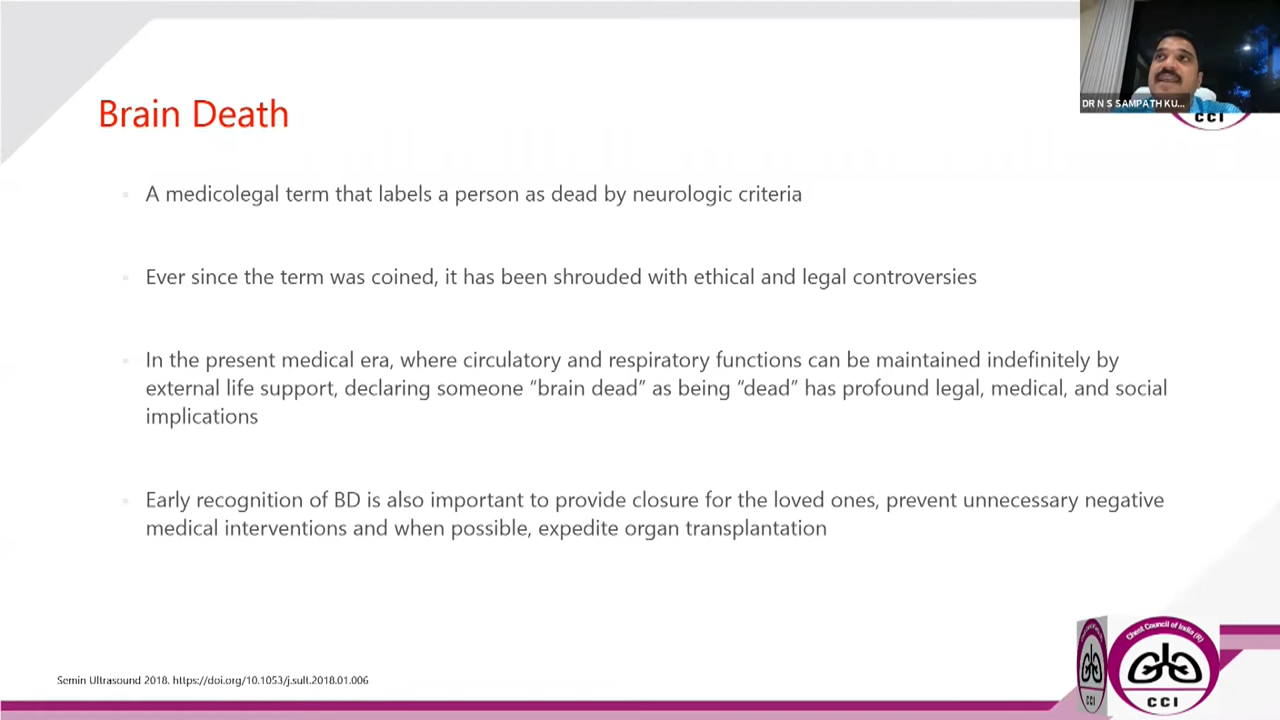 DR N S SAMPATH KU...
CCI
Brain Death
A medicolegal term that labels a person as dead by neurologic criteria
Ever since the term was coined, it has been shrouded with ethical and legal controversies
In the present medical era, where circulatory and respiratory functions can be maintained indefinitely by
external life support, declaring someone “brain dead” as being “dead” has profound legal, medical, and social
implications
Early recognition of BD is also important to provide closure for the loved ones, prevent unnecessary negative
medical interventions and when possible, expedite organ transplantation
Chest Council of India (R)
CCI
CCI
Semin Ultrasound 2018. https://doi.org/10.1053/j.sult.2018.01.006